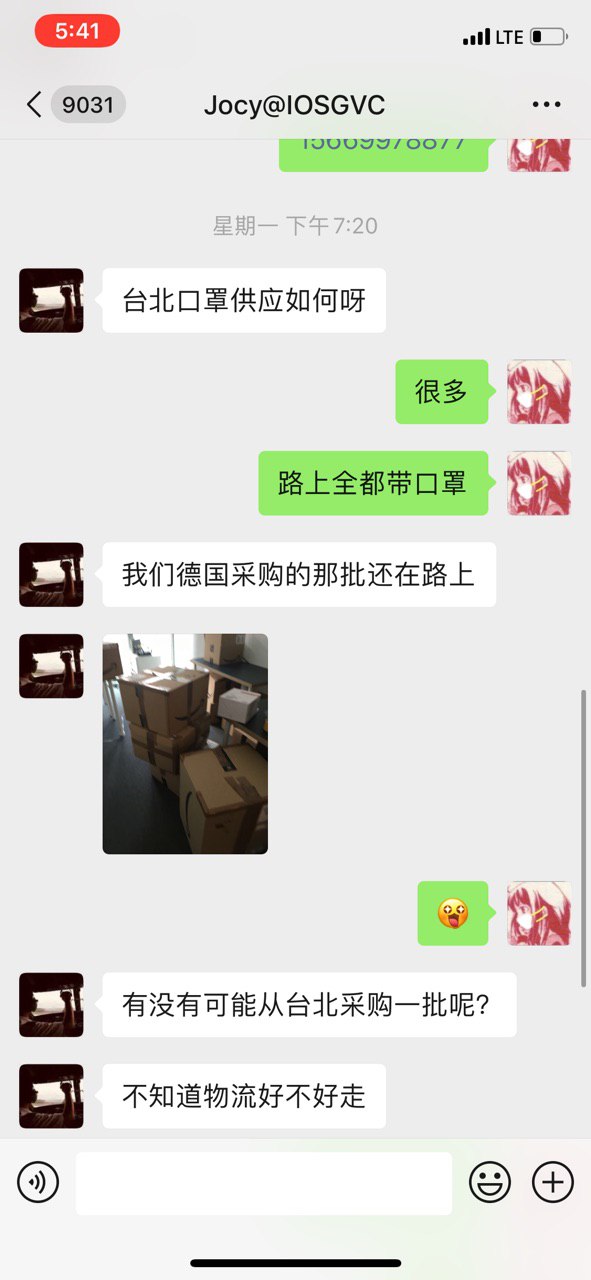 5:41
LTE
9031
Jocy@IOSGVC
15669978877
星期一 下午 7:20
台北口罩供应如何呀
很多
路上全都带口罩
我们德国采购的那批还在路上
有没有可能从台北采购一批呢?
不知道物流好不好走